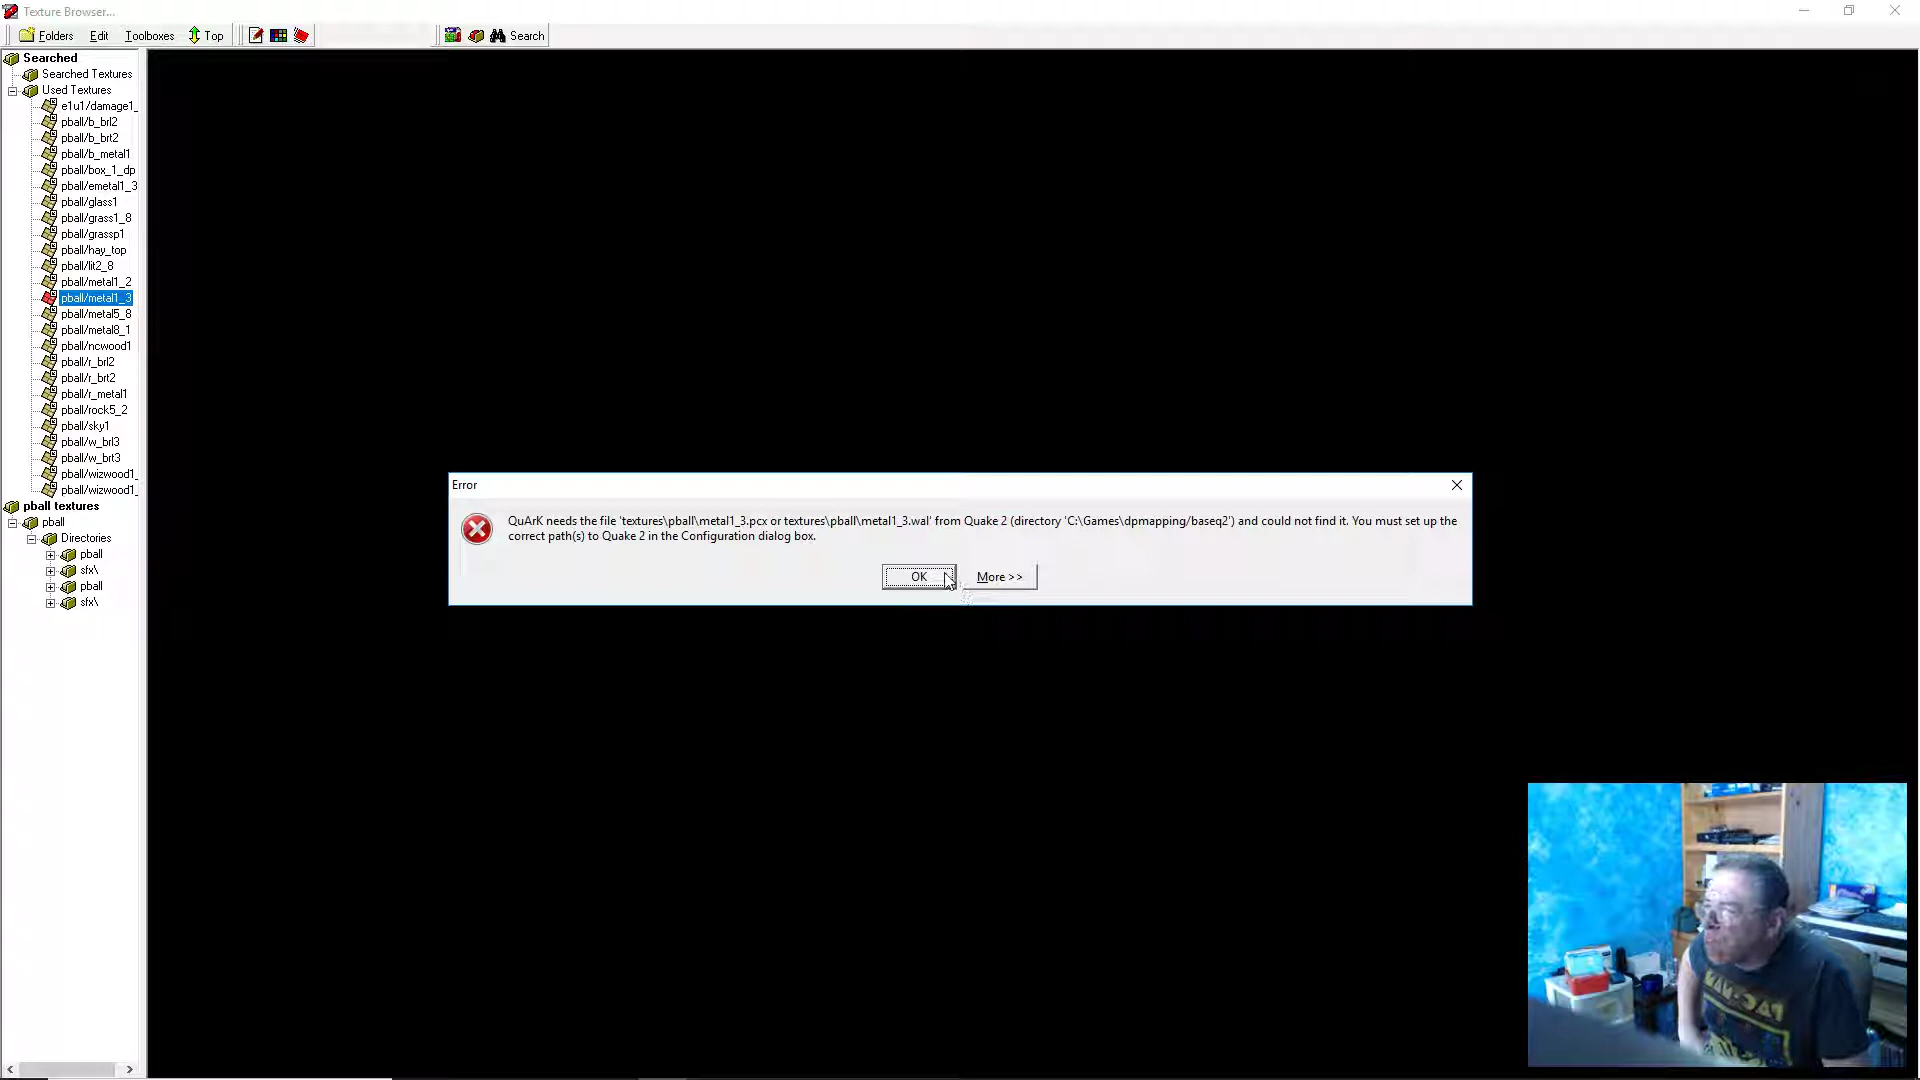 Texture Browser...
Folders Edit Toolboxes Top Search
Searched
Searched Textures
Used Textures
e1u1/damage1_
pball/b_brl2
pball/b_brt2
pball/b_metal1
pball/box_1_dp
pball/emetal1_3
pball/glass1
pball/grass1_8
pball/grassp1
pball/hay_top
pball/lit2_8
pball/metal1_2
pball/metal1_3
pball/metal5_8
pball/metal8_1
pball/ncwood1
pball/r_brl2
pball/r_brt2
pball/r_metal1
pball/rock5_2
pball/sky1
pball/w_brl3
pball/w_brt3
pball/wizwood1_
pball/wizwood1_
pball textures
pball
Directories
pball
sfx\
pball
sfx\
Error
QuArK needs the file 'textures\pball\metal1_3.pcx or textures\pball\metal1_3.wal' from Quake 2 (directory 'C:\Games\dpmapping/baseq2') and could not find it. You must set up the
correct path(s) to Quake 2 in the Configuration dialog box.
OK More >>
PAC-MAN